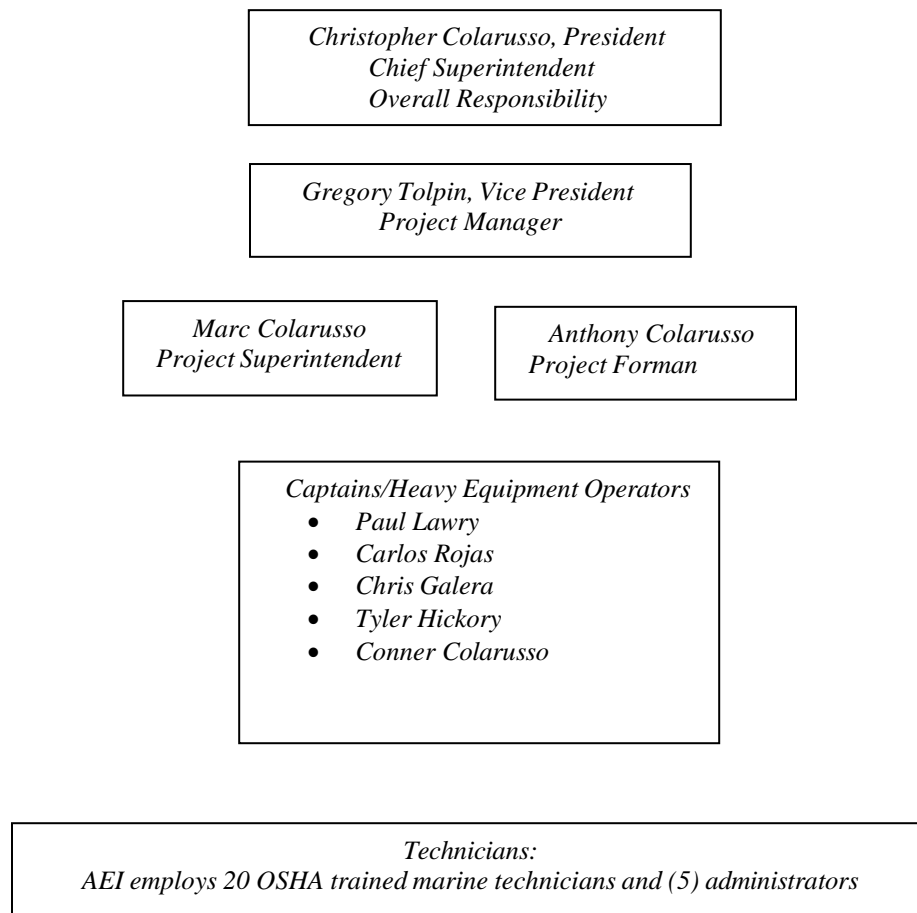 Christopher Colarusso, President
Chief Superintendent
Overall Responsibility
Gregory Tolpin, Vice President
Project Manager
Marc Colarusso
Project Superintendent
Anthony Colarusso
Project Forman
Captains/Heavy Equipment Operators
• Paul Lawry
• Carlos Rojas
• Chris Galera
• Tyler Hickory
• Conner Colarusso
Technicians:
AEI employs 20 OSHA trained marine technicians and (5) administrators